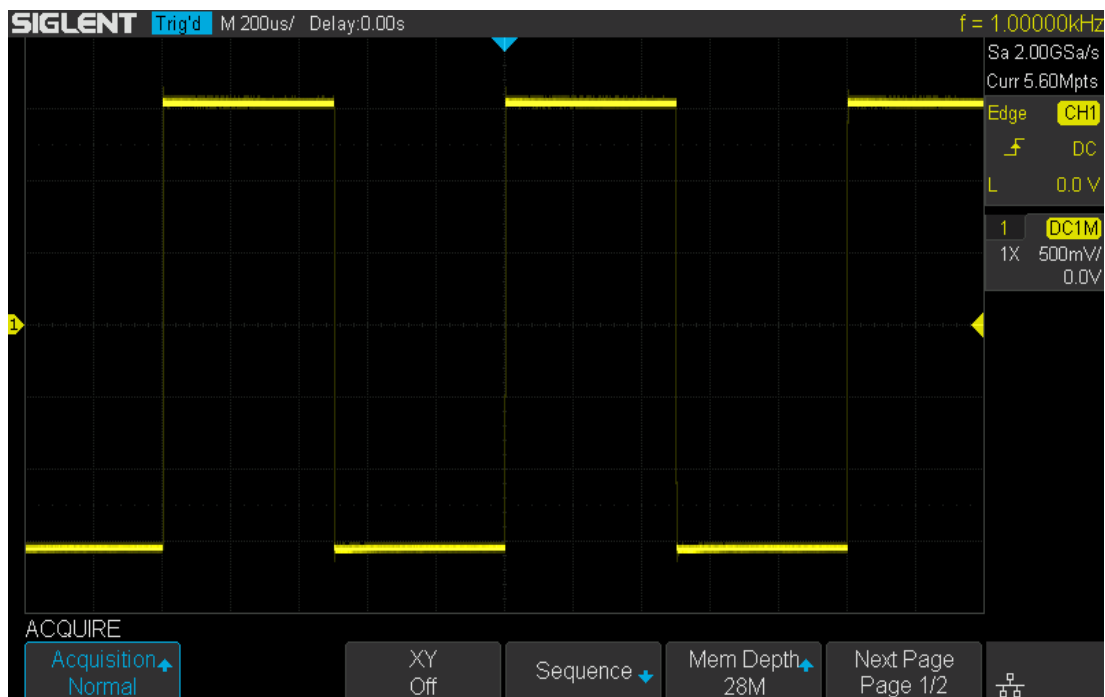 SIGLENT Trig'd M 200us/ Delay:0.00s f = 1.00000kHz
Sa 2.00GSa/s
Curr 5.60Mpts
Edge CH1
DC
L 0.0 V
1 DC1M
1X 500mV/
0.0V
1
ACQUIRE
Acquisition
Normal
XY
Off
Sequence
Mem Depth
28M
Next Page
Page 1/2